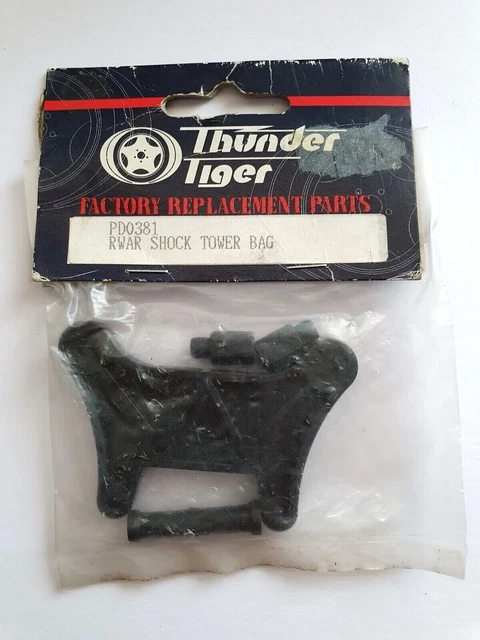 Thunder
Tiger
FACTORY REPLACEMENT PARTS
PD0381
RWAR SHOCK TOWER BAG